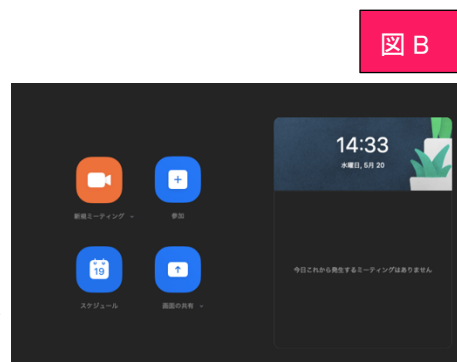 図 B
14:33
水曜日, 5月 20
新規ミーティング
参加
19
スケジュール
画面の共有
今日これから発生するミーティングはありません